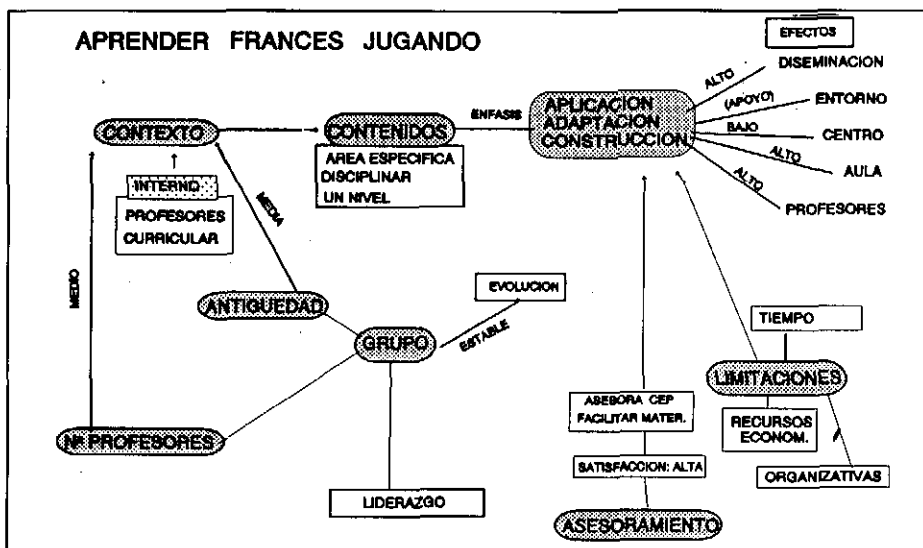 APRENDER FRANCES JUGANDO
EFECTOS
DISEMINACION
ALTO
ENTORNO
(APOYO)
CENTRO
BAJO
AULA
ALTO
PROFESORES
ALTO
CONTEXTO
CONTENIDOS
ENFASIS
APLICACION
ADAPTACION
CONSTRUCCION
AREA ESPECIFICA
DISCIPLINAR
UN NIVEL
INTERNO
PROFESORES
CURRICULAR
MEDIO
MEDIA
ANTIGUEDAD
EVOLUCION
ESTABLE
GRUPO
TIEMPO
LIMITACIONES
RECURSOS
ECONOM.
ORGANIZATIVAS
ASESORA CEP
FACILITAR MATER.
SATISFACCION: ALTA
ASESORAMIENTO
Nº PROFESORES
LIDERAZGO